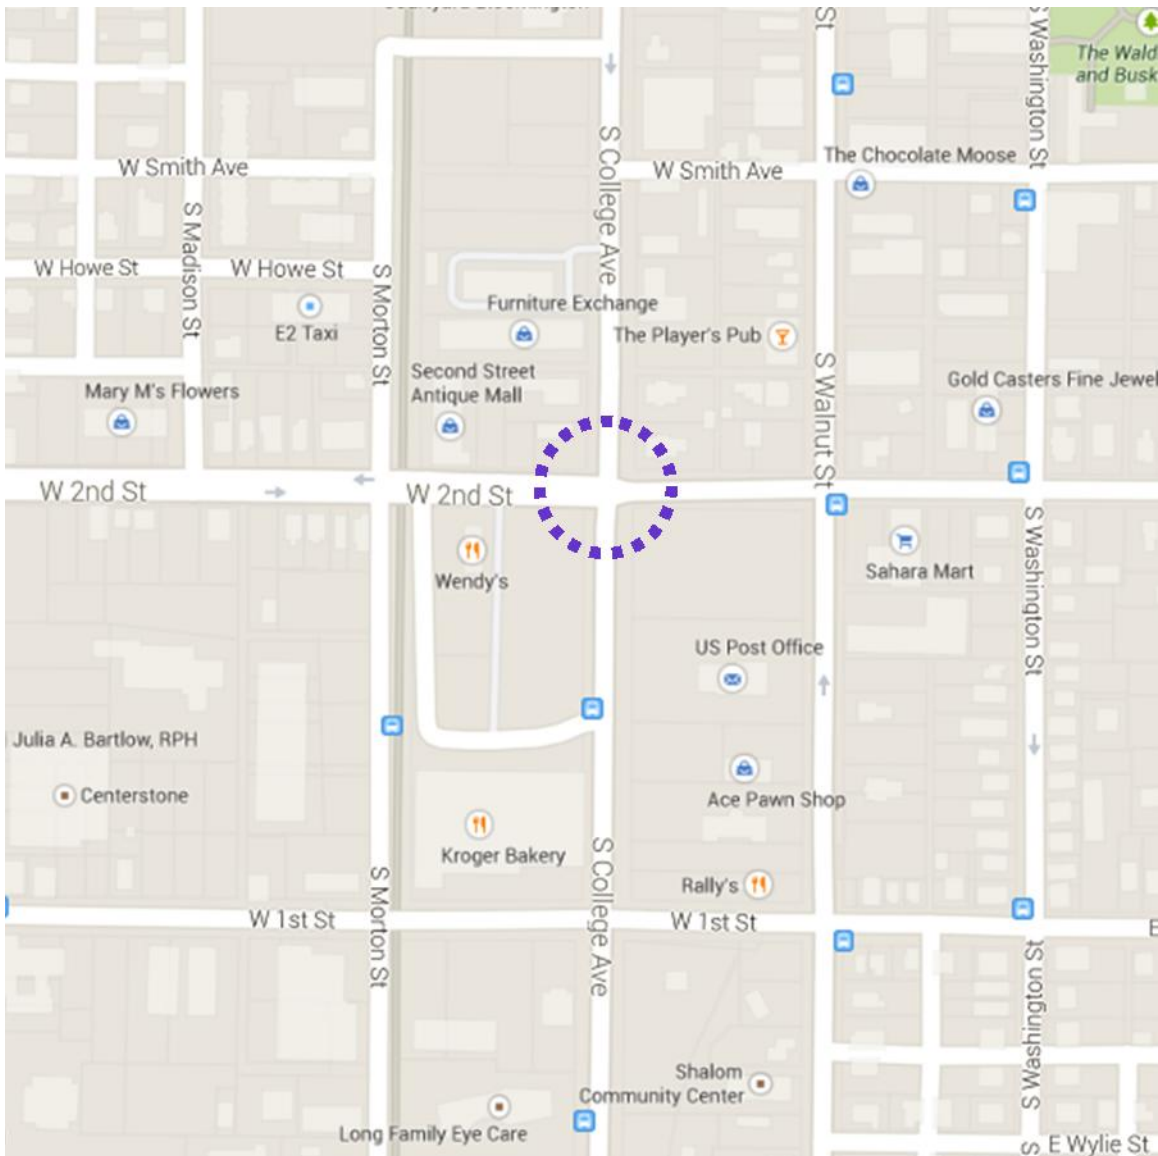 St
S Washington St
The Wald
and Busk
S College Ave
W Smith Ave
W Smith Ave
The Chocolate Moose
S Madison St
W Howe St
W Howe St
S Morton St
E2 Taxi
Furniture Exchange
The Player's Pub
Second Street
Antique Mall
S Walnut St
Mary M's Flowers
Gold Casters Fine Jewel
W 2nd St
W 2nd St
Wendy's
Sahara Mart
S Washington St
US Post Office
Julia A. Bartlow, RPH
Centerstone
Ace Pawn Shop
Kroger Bakery
S College Ave
Rally's
S Morton St
W 1st St
W 1st St
E
S Washington St
Shalom
Community Center
Long Family Eye Care
S
E Wylie St